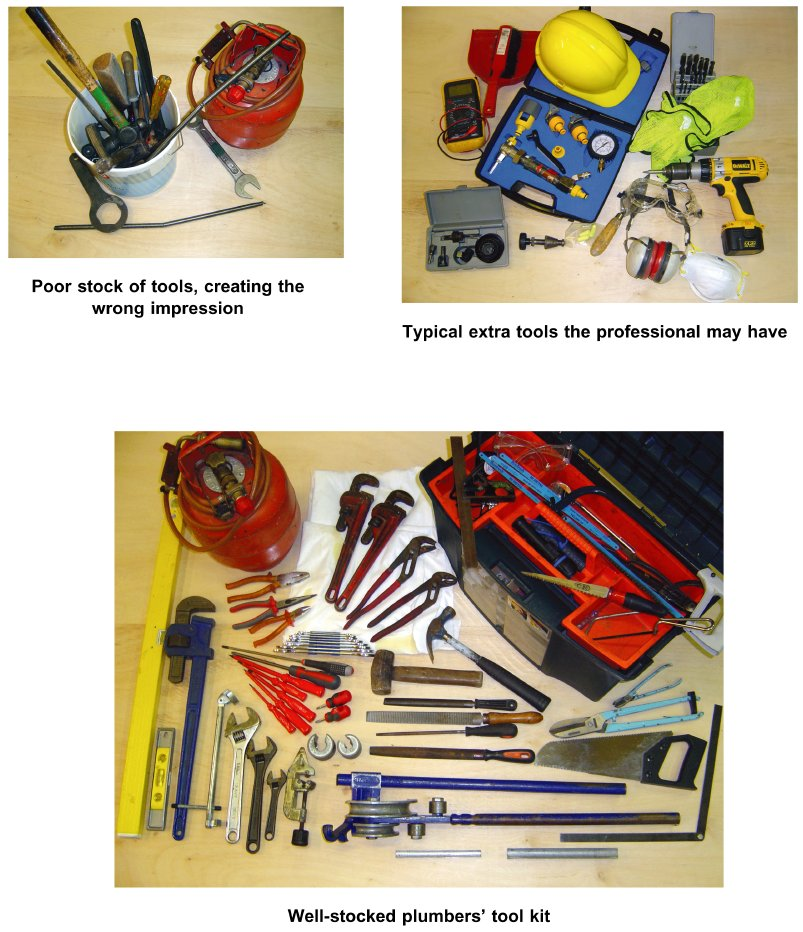 Poor stock of tools, creating the
wrong impression
DEWALT
Typical extra tools the professional may have
Well-stocked plumbers’ tool kit